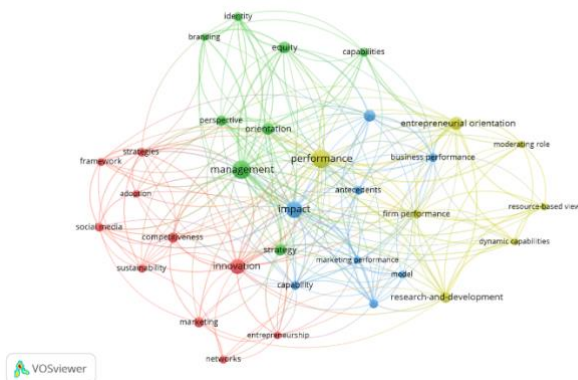 identity
branding
equity
capabilities
perspective
orientation
entrepreneurial orientation
moderating role
strategies
performance
business performance
framework
management
adoption
antecedents
resource-based view
impact
firm performance
social media
competitiveness
dynamic capabilities
strategy
marketing performance
sustainability
innovation
model
capability
research-and-development
marketing
entrepreneurship
networks
VOSviewer